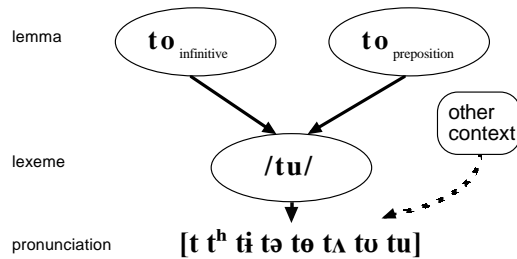 lemma
to infinitive
to preposition
other
context
lexeme
/tu/
pronunciation
[t tʰ tɨ tə tɵ tʌ tʊ tu]